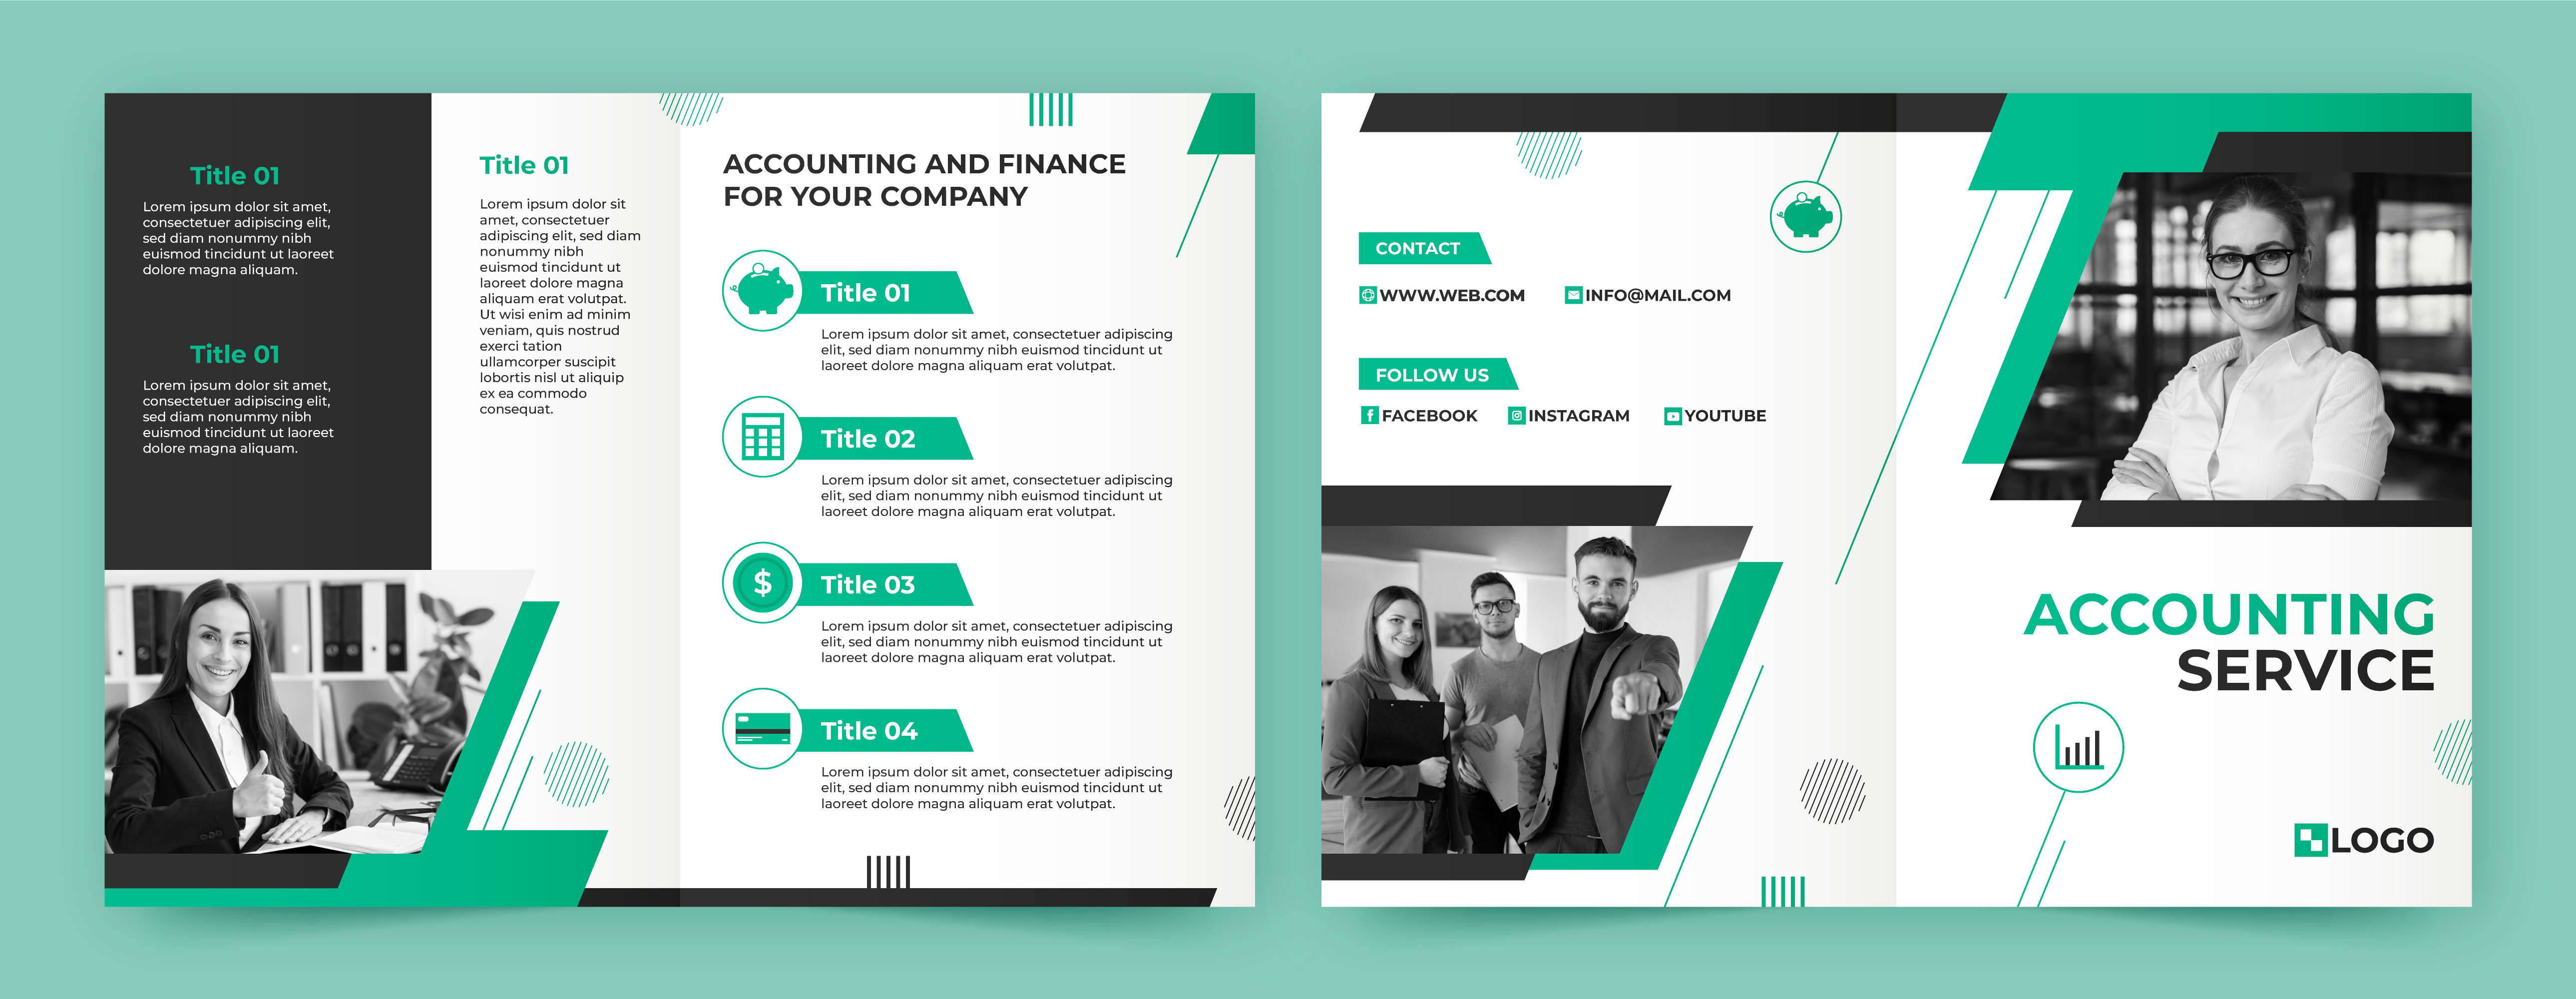 Title 01
Lorem ipsum dolor sit amet,
consectetuer adipiscing elit,
sed diam nonummy nibh
euismod tincidunt ut laoreet
dolore magna aliquam.
Title 01
Lorem ipsum dolor sit amet,
consectetuer adipiscing elit,
sed diam nonummy nibh
euismod tincidunt ut laoreet
dolore magna aliquam.
Title 01
Lorem ipsum dolor sit
amet, consectetuer
adipiscing elit, sed diam
nonummy nibh
euismod tincidunt ut
laoreet dolore magna
aliquam erat volutpat.
Ut wisi enim ad minim
veniam, quis nostrud
exerci tation
ullamcorper suscipit
lobortis nisl ut aliquip
ex ea commodo
consequat.
ACCOUNTING AND FINANCE
FOR YOUR COMPANY
Title 01
Lorem ipsum dolor sit amet, consectetuer adipiscing
elit, sed diam nonummy nibh euismod tincidunt ut
laoreet dolore magna aliquam erat volutpat.
Title 02
Lorem ipsum dolor sit amet, consectetuer adipiscing
elit, sed diam nonummy nibh euismod tincidunt ut
laoreet dolore magna aliquam erat volutpat.
$
Title 03
Lorem ipsum dolor sit amet, consectetuer adipiscing
elit, sed diam nonummy nibh euismod tincidunt ut
laoreet dolore magna aliquam erat volutpat.
Title 04
Lorem ipsum dolor sit amet, consectetuer adipiscing
elit, sed diam nonummy nibh euismod tincidunt ut
laoreet dolore magna aliquam erat volutpat.
CONTACT
WWW.WEB.COM INFO@MAIL.COM
FOLLOW US
FACEBOOK INSTAGRAM YOUTUBE
ACCOUNTING
SERVICE
LOGO